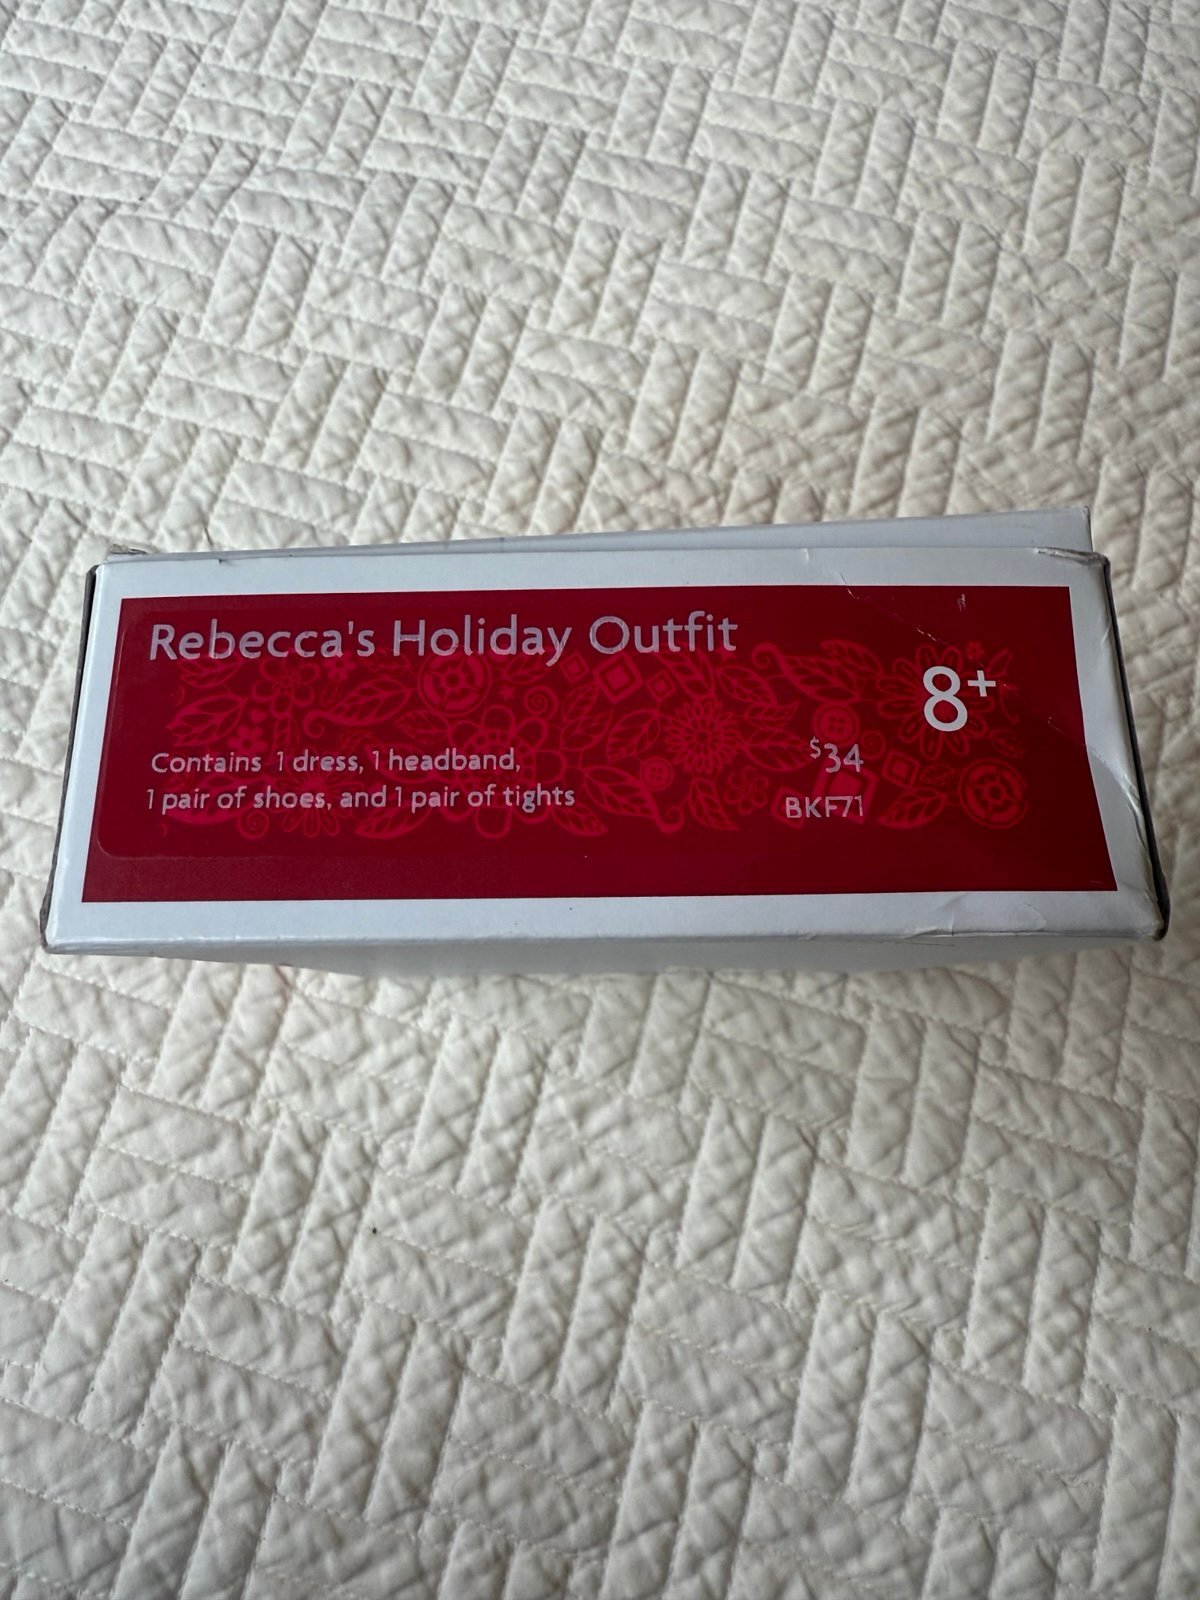 Rebecca's Holiday Outfit
8+
Contains 1 dress, 1 headband,
1 pair of shoes, and 1 pair of tights
$34
BKF71